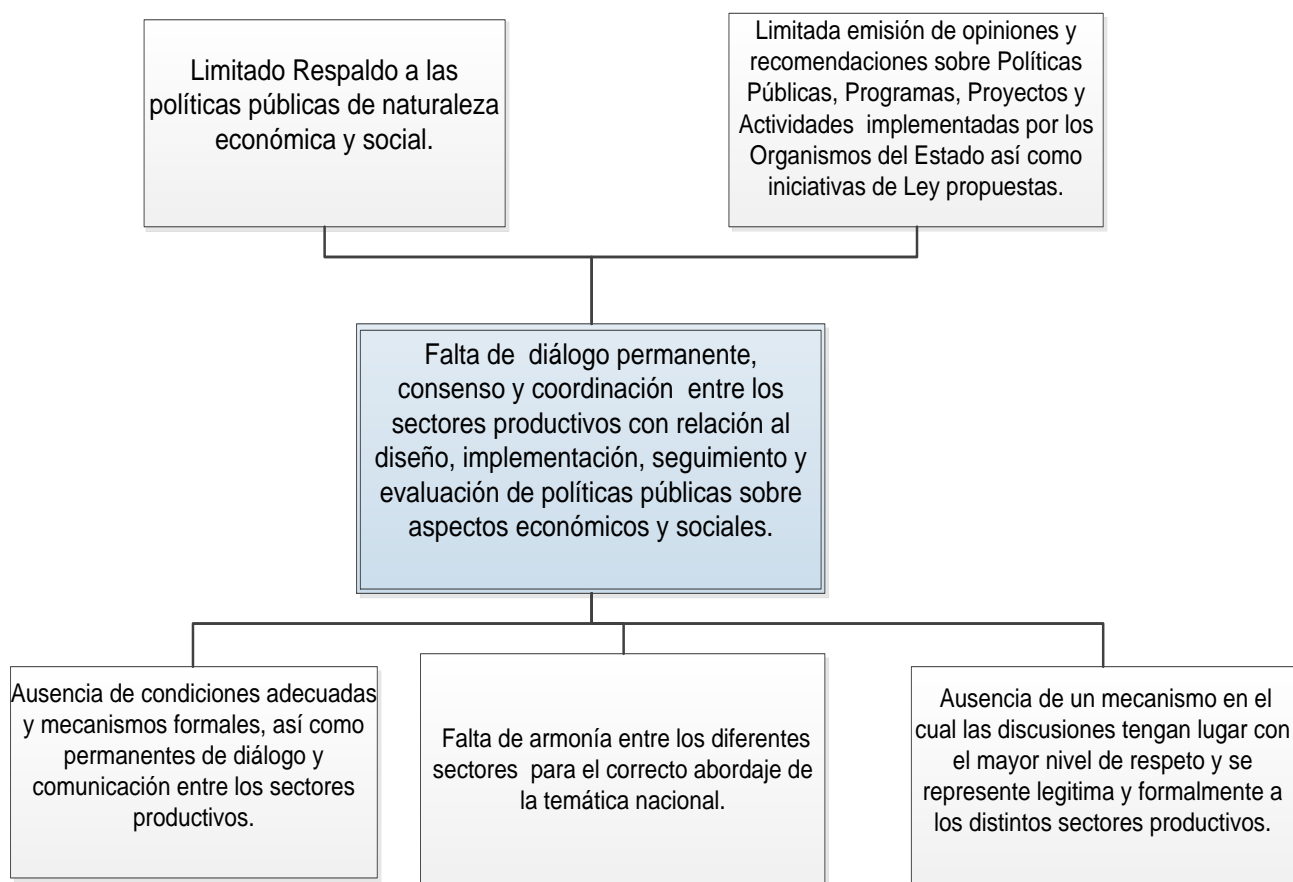 Limitado Respaldo a las
políticas públicas de naturaleza
económica y social.
Limitada emisión de opiniones y
recomendaciones sobre Políticas
Públicas, Programas, Proyectos y
Actividades implementadas por los
Organismos del Estado así como
iniciativas de Ley propuestas.
Falta de diálogo permanente,
consenso y coordinación entre los
sectores productivos con relación al
diseño, implementación, seguimiento y
evaluación de políticas públicas sobre
aspectos económicos y sociales.
Ausencia de condiciones adecuadas
y mecanismos formales, así como
permanentes de diálogo y
comunicación entre los sectores
productivos.
Falta de armonía entre los diferentes
sectores para el correcto abordaje de
la temática nacional.
Ausencia de un mecanismo en el
cual las discusiones tengan lugar con
el mayor nivel de respeto y se
represente legitima y formalmente a
los distintos sectores productivos.